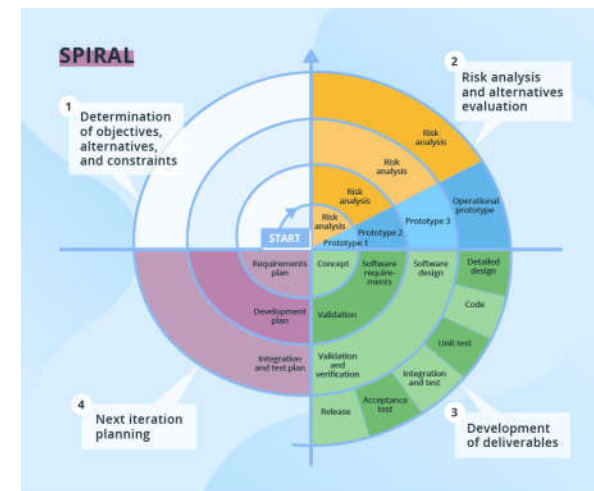 SPIRAL
1
Determination
of objectives,
alternatives,
and constraints
2
Risk analysis
and alternatives
evaluation
Risk
analysis
Risk
analysis
Risk
analysis
Risk
analysis
START
Prototype 1
Prototype 2
Prototype 3
Operational
prototype
Requirements
plan
Development
plan
Integration
and test plan
Concept
Software
require-
ments
Software
design
Detailed
design
Code
Unit test
Integration
and test
Acceptance
test
Release
Validation
Validation
and
verification
4
Next iteration
planning
3
Development
of deliverables